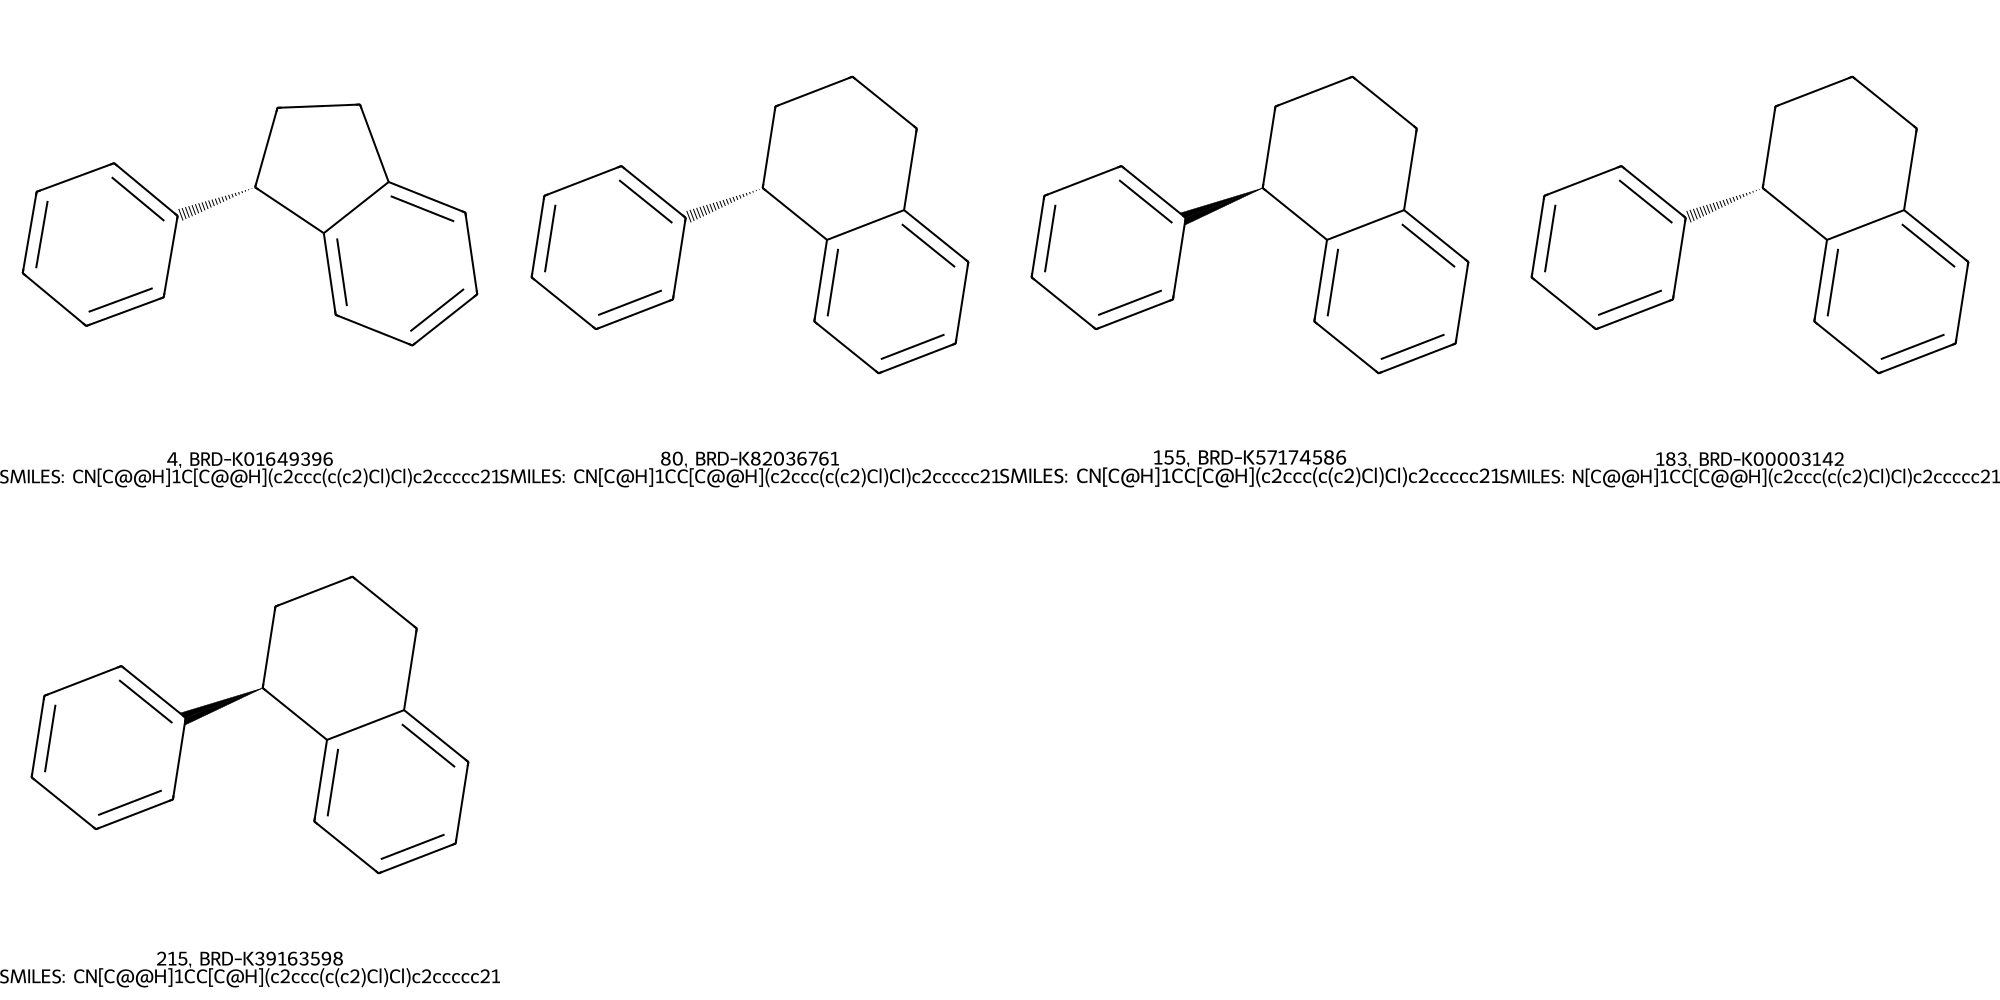 4, BRD-K01649396
SMILES: CN[C@@H]1C[C@@H](c2ccc(c(c2)Cl)Cl)c2ccccc21
80, BRD-K82036761
SMILES: CN[C@H]1CC[C@@H](c2ccc(c(c2)Cl)Cl)c2ccccc21
155, BRD-K57174586
SMILES: CN[C@H]1CC[C@H](c2ccc(c(c2)Cl)Cl)c2ccccc21
183, BRD-K00003142
SMILES: N[C@@H]1CC[C@@H](c2ccc(c(c2)Cl)Cl)c2ccccc21
215, BRD-K39163598
SMILES: CN[C@@H]1CC[C@H](c2ccc(c(c2)Cl)Cl)c2ccccc21